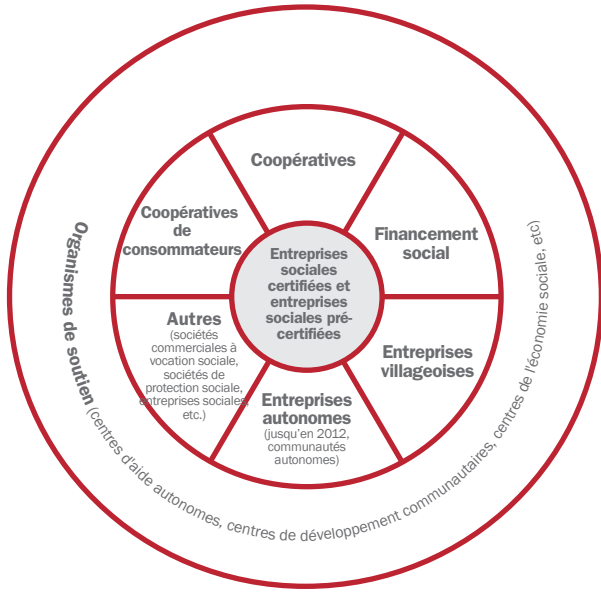 Coopératives
Coopératives
de
consommateurs
Financement
social
Entreprises
sociales
certifiées et
entreprises
sociales pré-
certifiées
Autres
(sociétés
commerciales à
vocation sociale,
sociétés de
protection sociale,
entreprises sociales,
etc.)
Entreprises
villageoises
Entreprises
autonomes
(jusqu'en 2012,
communautés
autonomes)
Organismes de soutien (centres d'aide autonomes, centres de développement communautaires, centres de l'économie sociale, etc)